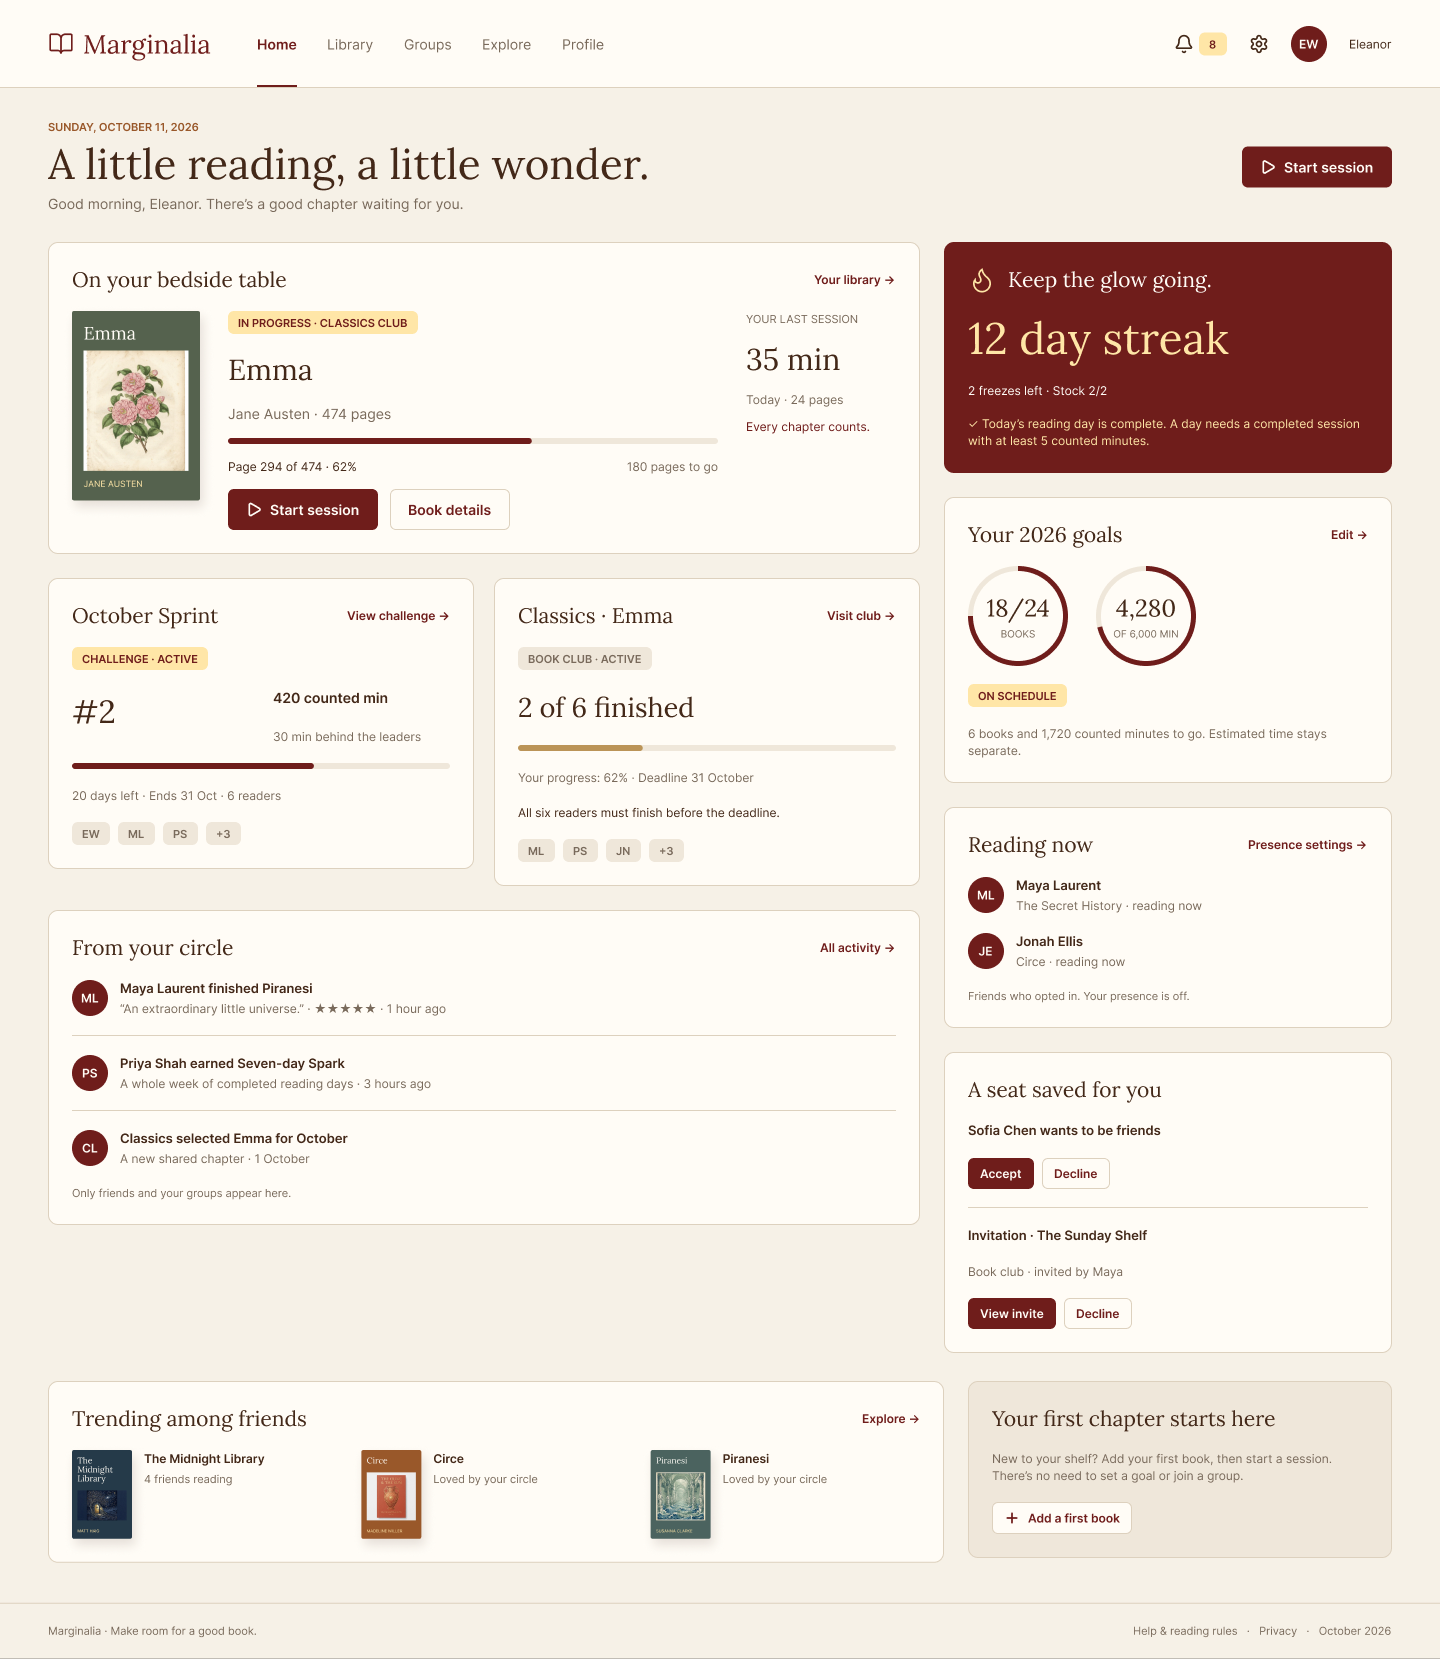 Marginalia
Home
Library
Groups
Explore
Profile
8
EW
Eleanor
SUNDAY, OCTOBER 11, 2026
A little reading, a little wonder.
Good morning, Eleanor. There’s a good chapter waiting for you.
Start session
On your bedside table
Your library →
Emma
JANE AUSTEN
IN PROGRESS · CLASSICS CLUB
Emma
Jane Austen · 474 pages
Page 294 of 474 · 62%
180 pages to go
Start session
Book details
YOUR LAST SESSION
35 min
Today · 24 pages
Every chapter counts.
Keep the glow going.
12 day streak
2 freezes left · Stock 2/2
✓ Today’s reading day is complete. A day needs a completed session
with at least 5 counted minutes.
Your 2026 goals
Edit →
18/24
BOOKS
4,280
OF 6,000 MIN
ON SCHEDULE
6 books and 1,720 counted minutes to go. Estimated time stays
separate.
October Sprint
View challenge →
CHALLENGE · ACTIVE
#2
420 counted min
30 min behind the leaders
20 days left · Ends 31 Oct · 6 readers
EW
ML
PS
+3
Classics · Emma
Visit club →
BOOK CLUB · ACTIVE
2 of 6 finished
Your progress: 62% · Deadline 31 October
All six readers must finish before the deadline.
ML
PS
JN
+3
Reading now
Presence settings →
ML
Maya Laurent
The Secret History · reading now
JE
Jonah Ellis
Circe · reading now
Friends who opted in. Your presence is off.
From your circle
All activity →
ML
Maya Laurent finished Piranesi
“An extraordinary little universe.” · ★★★★★ · 1 hour ago
PS
Priya Shah earned Seven-day Spark
A whole week of completed reading days · 3 hours ago
CL
Classics selected Emma for October
A new shared chapter · 1 October
Only friends and your groups appear here.
A seat saved for you
Sofia Chen wants to be friends
Accept
Decline
Invitation · The Sunday Shelf
Book club · invited by Maya
View invite
Decline
Trending among friends
Explore →
The
Midnight
Library
MATT HAIG
The Midnight Library
4 friends reading
Circe
MADELINE MILLER
Circe
Loved by your circle
Piranesi
SUSANNA CLARKE
Piranesi
Loved by your circle
Your first chapter starts here
New to your shelf? Add your first book, then start a session.
There’s no need to set a goal or join a group.
Add a first book
Marginalia · Make room for a good book.
Help & reading rules · Privacy · October 2026